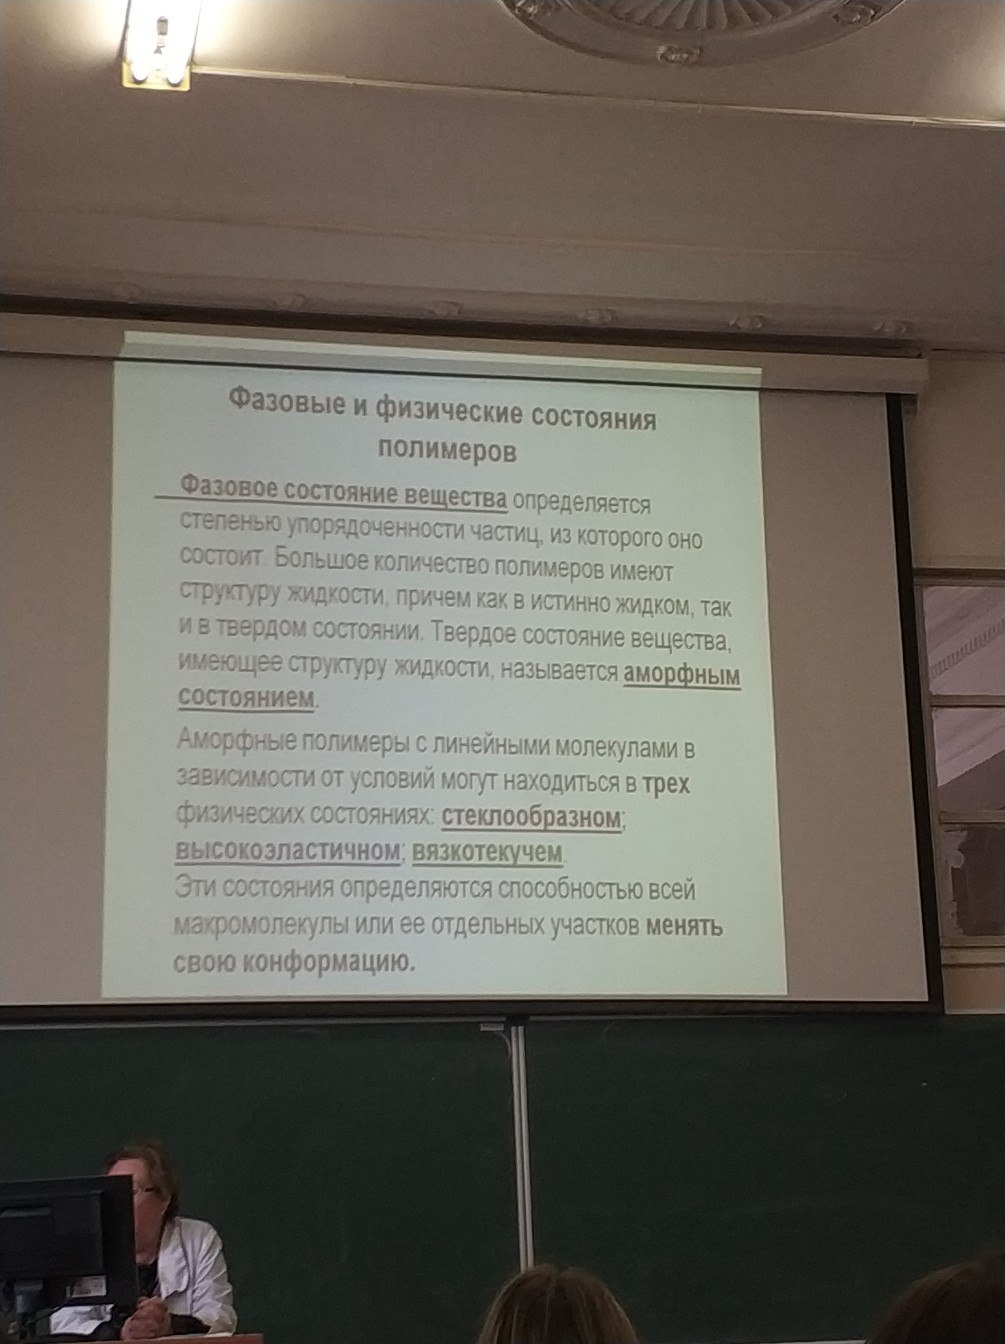 Фазовые и физические состояния
полимеров
Фазовое состояние вещества определяется
степенью упорядоченности частиц, из которого оно
состоит. Большое количество полимеров имеют
структуру жидкости, причем как в истинно жидком, так
и в твердом состоянии. Твердое состояние вещества,
имеющее структуру жидкости, называется аморфным
состоянием.
Аморфные полимеры с линейными молекулами в
зависимости от условий могут находиться в трех
физических состояниях: стеклообразном;
высокоэластичном; вязкотекучем.
Эти состояния определяются способностью всей
макромолекулы или ее отдельных участков менять
свою конформацию.